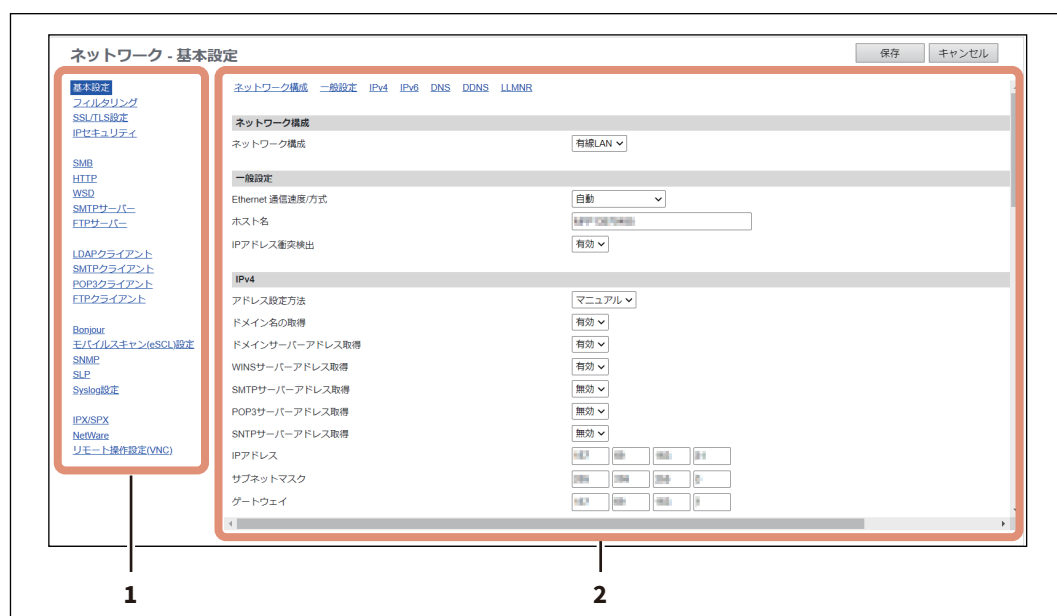 ネットワーク - 基本設定
保存 キャンセル
基本設定
フィルタリング
SSL/TLS設定
IPセキュリティ
SMB
HTTP
WSD
SMTPサーバー
FTPサーバー
LDAPクライアント
SMTPクライアント
POP3クライアント
FTPクライアント
Bonjour
モバイルスキャン(eSCL)設定
SNMP
SLP
Syslog設定
IPX/SPX
NetWare
リモート操作設定(VNC)
ネットワーク構成 一般設定 IPv4 IPv6 DNS DDNS LLMNR
ネットワーク構成
ネットワーク構成 有線LAN
一般設定
Ethernet 通信速度/方式 自動
ホスト名
IPアドレス衝突検出 有効
IPv4
アドレス設定方法 マニュアル
ドメイン名の取得 有効
ドメインサーバーアドレス取得 有効
WINSサーバーアドレス取得 有効
SMTPサーバーアドレス取得 無効
POP3サーバーアドレス取得 無効
SNTPサーバーアドレス取得 無効
IPアドレス
サブネットマスク
ゲートウェイ
1 2